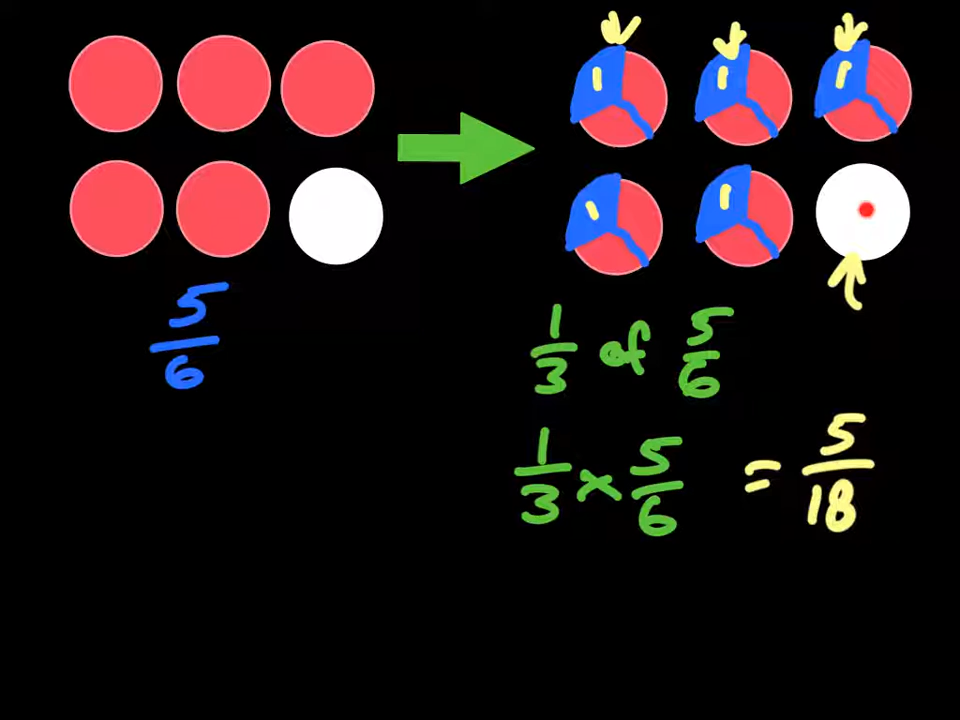 1 1 1
1 1
5/6
1/3 of 5/6
1/3 × 5/6 = 5/18